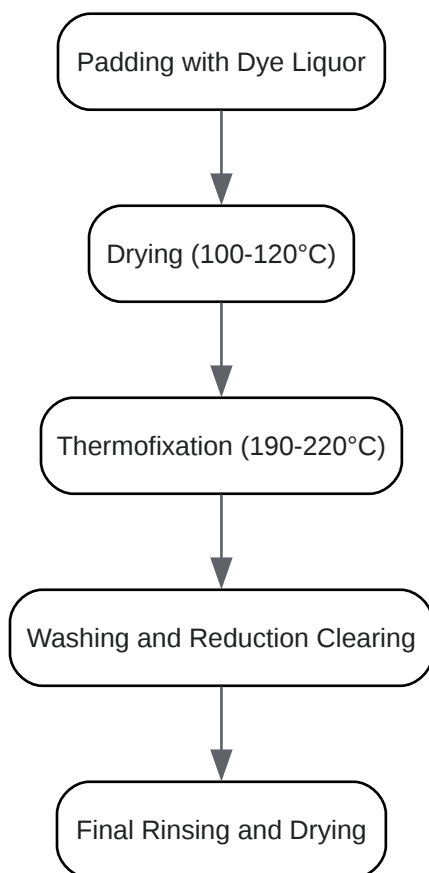 Padding with Dye Liquor
Drying (100-120°C)
Thermofixation (190-220°C)
Washing and Reduction Clearing
Final Rinsing and Drying